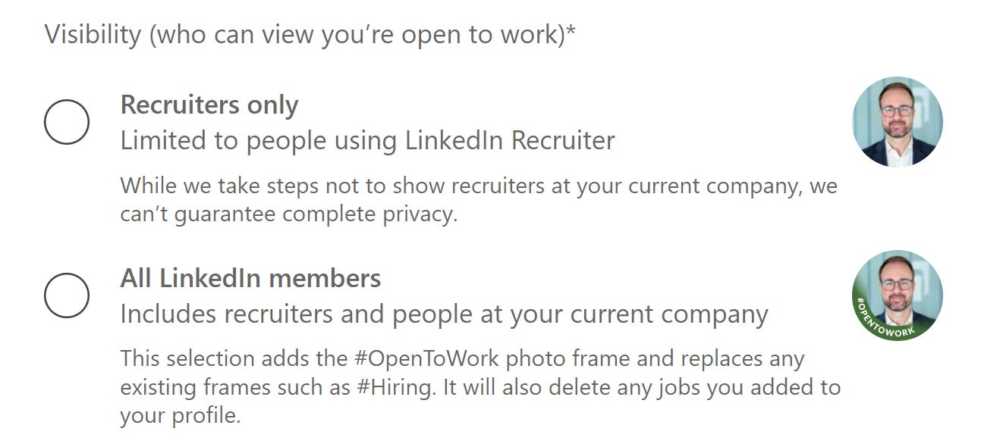 Visibility (who can view you’re open to work)*
Recruiters only
Limited to people using LinkedIn Recruiter
While we take steps not to show recruiters at your current company, we
can’t guarantee complete privacy.
All LinkedIn members
Includes recruiters and people at your current company
#OPENTOWORK
This selection adds the #OpenToWork photo frame and replaces any
existing frames such as #Hiring. It will also delete any jobs you added to
your profile.